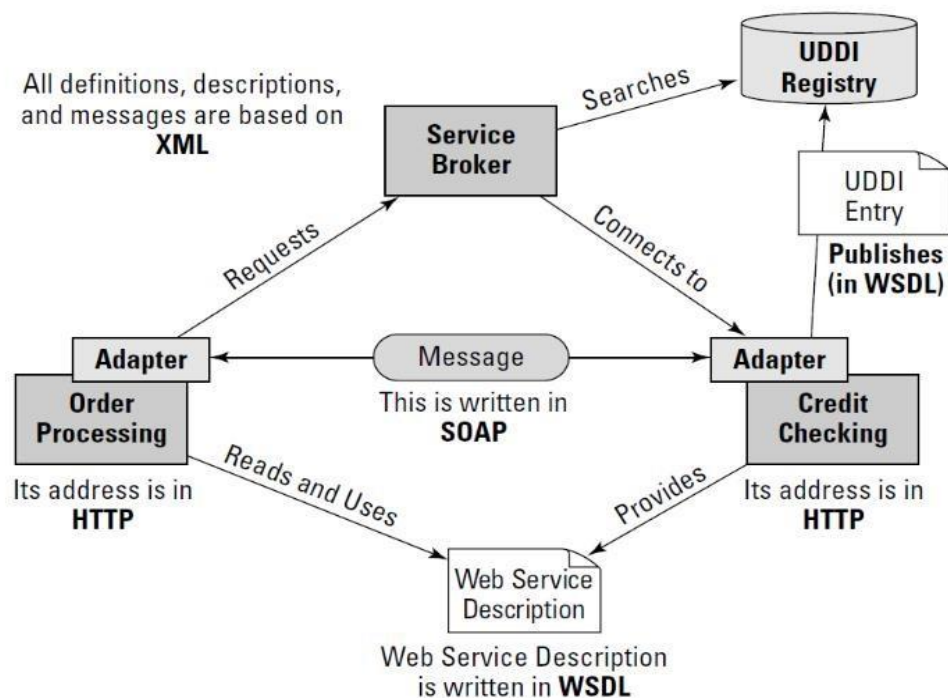 All definitions, descriptions,
and messages are based on
XML
Service
Broker
Searches
UDDI
Registry
UDDI
Entry
Publishes
(in WSDL)
Requests
Connects to
Adapter
Order
Processing
Message
This is written in
SOAP
Adapter
Credit
Checking
Its address is in
HTTP
Reads and Uses
Provides
Its address is in
HTTP
Web Service
Description
Web Service Description
is written in WSDL